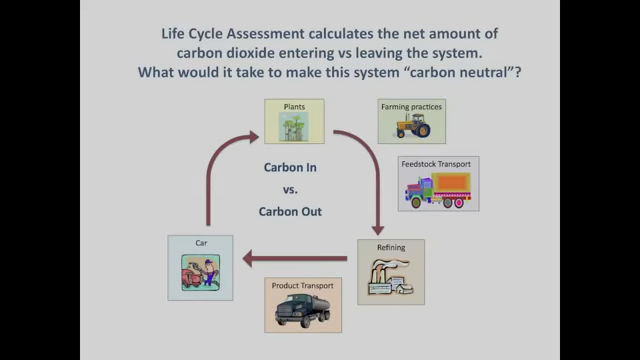 Life Cycle Assessment calculates the net amount of
carbon dioxide entering vs leaving the system.
What would it take to make this system “carbon neutral”?
Plants
Farming practices
Feedstock Transport
Carbon In
vs.
Carbon Out
Car
Refining
Product Transport